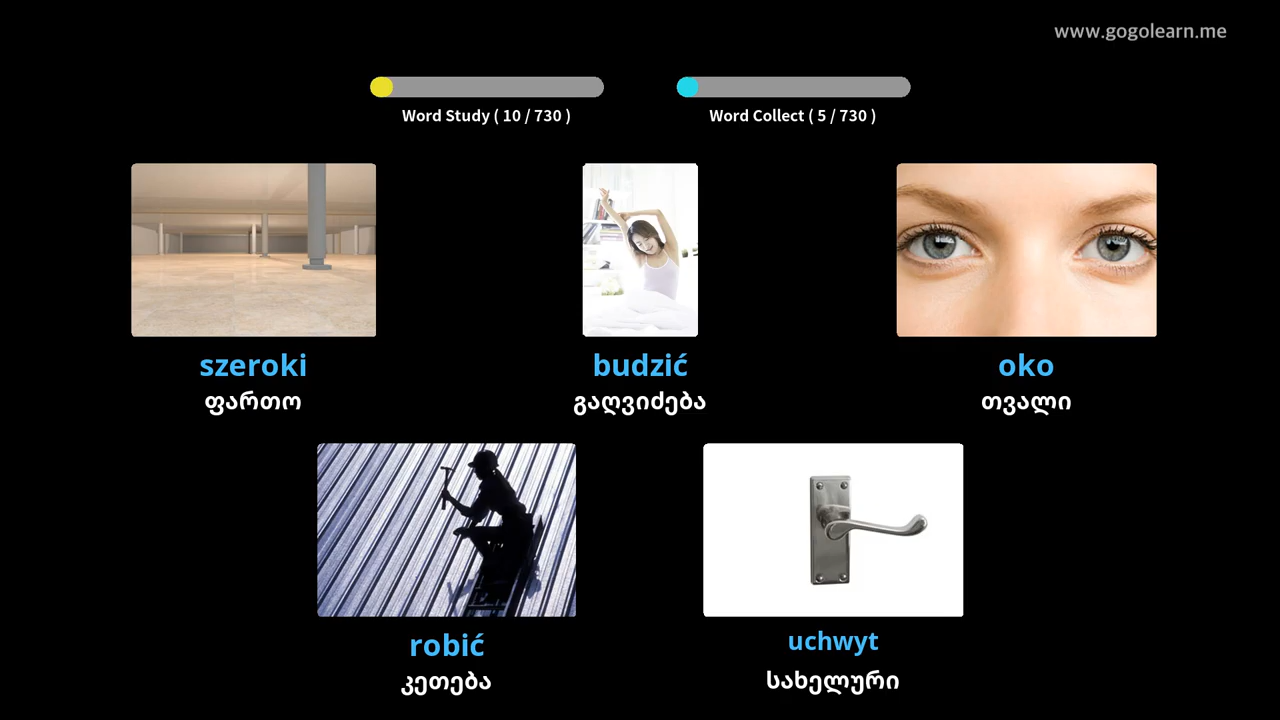 www.gogolearn.me
Word Study ( 10 / 730 )
Word Collect ( 5 / 730 )
szeroki
ფართო
budzić
გაღვიძება
oko
თვალი
robić
კეთება
uchwyt
სახელური